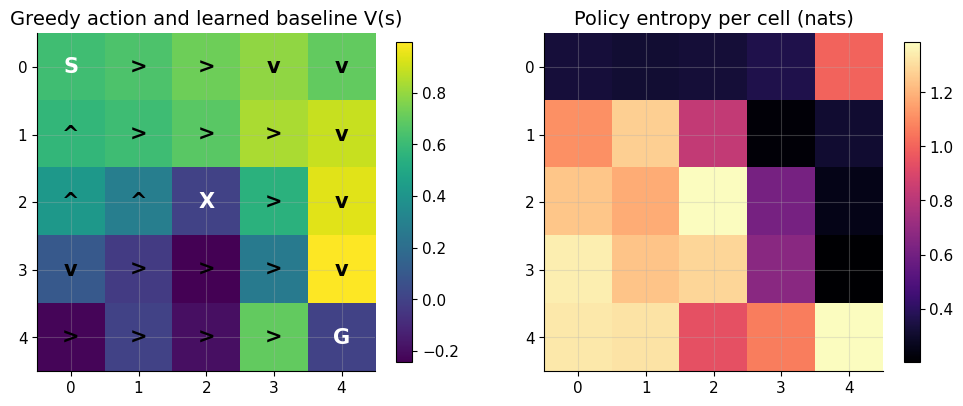 Greedy action and learned baseline V(s)
0 S > > v v
1 ^ > > > v
2 ^ ^ X > v
3 v > > > v
4 > > > > G
0 1 2 3 4
0.8
0.6
0.4
0.2
0.0
−0.2
Policy entropy per cell (nats)
0
1
2
3
4
0 1 2 3 4
1.2
1.0
0.8
0.6
0.4